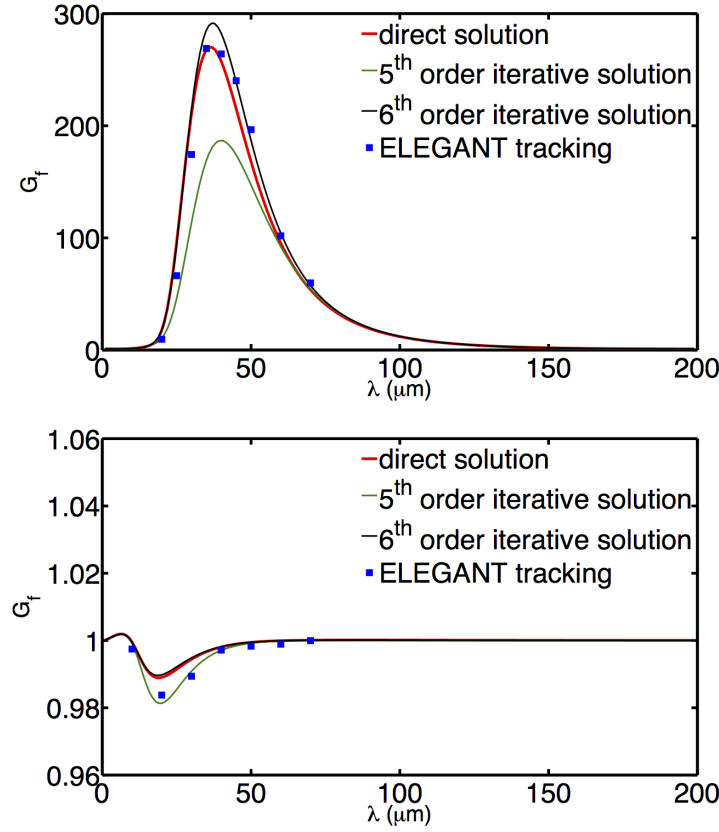 300
direct solution
5th order iterative solution
6th order iterative solution
ELEGANT tracking
200
Gf
100
0
0 50 100 150 200
λ (μm)
1.06
direct solution
5th order iterative solution
1.04
6th order iterative solution
ELEGANT tracking
1.02
Gf
1
0.98
0.96
0 50 100 150 200
λ (μm)